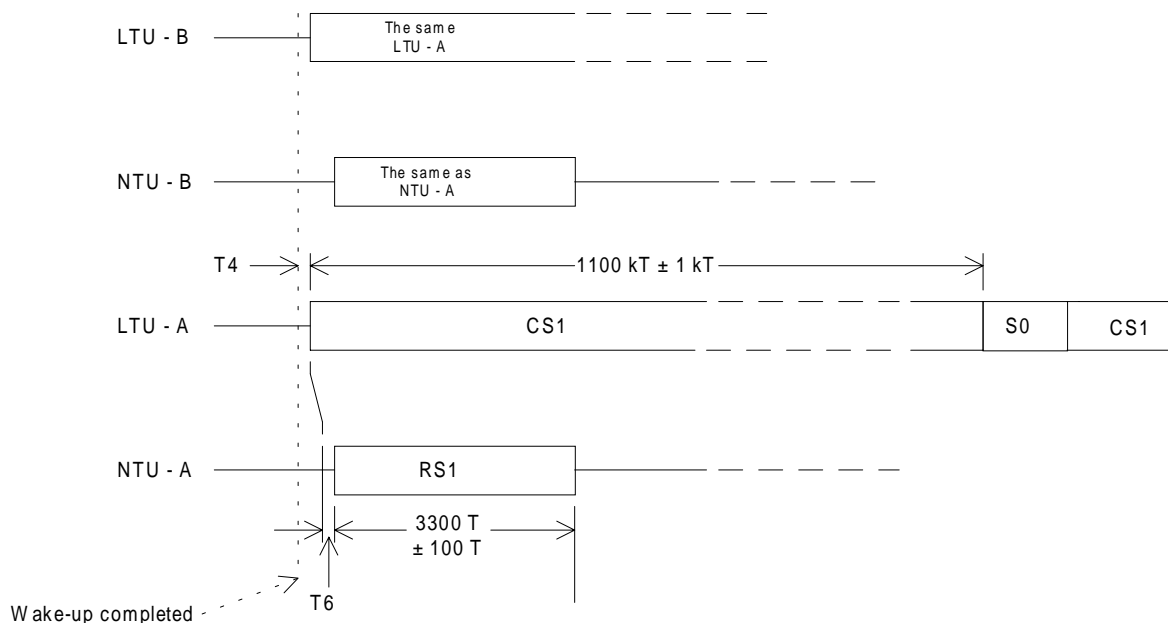 LTU - B
The same
LTU - A
NTU - B
The same as
NTU - A
T4
1100 kT ± 1 kT
LTU - A
CS1
S0
CS1
NTU - A
RS1
3300 T
± 100 T
T6
Wake-up completed